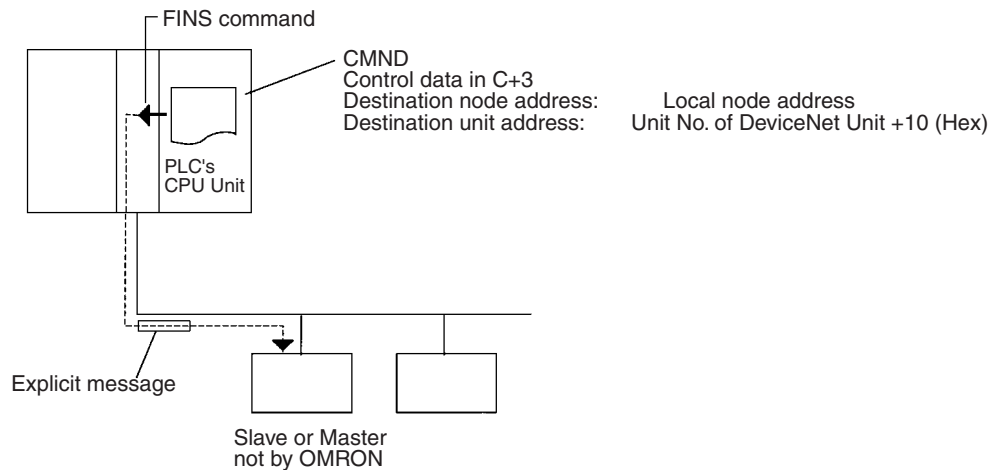 FINS command
CMND
Control data in C+3
Destination node address: Local node address
Destination unit address: Unit No. of DeviceNet Unit +10 (Hex)
PLC's
CPU Unit
Explicit message
Slave or Master
not by OMRON